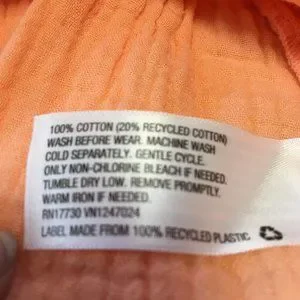 100% COTTON (20% RECYCLED COTTON)
WASH BEFORE WEAR. MACHINE WASH
COLD SEPARATELY. GENTLE CYCLE.
ONLY NON-CHLORINE BLEACH IF NEEDED.
TUMBLE DRY LOW. REMOVE PROMPTLY.
WARM IRON IF NEEDED.
RN17730 VN1247024
LABEL MADE FROM 100% RECYCLED PLASTIC